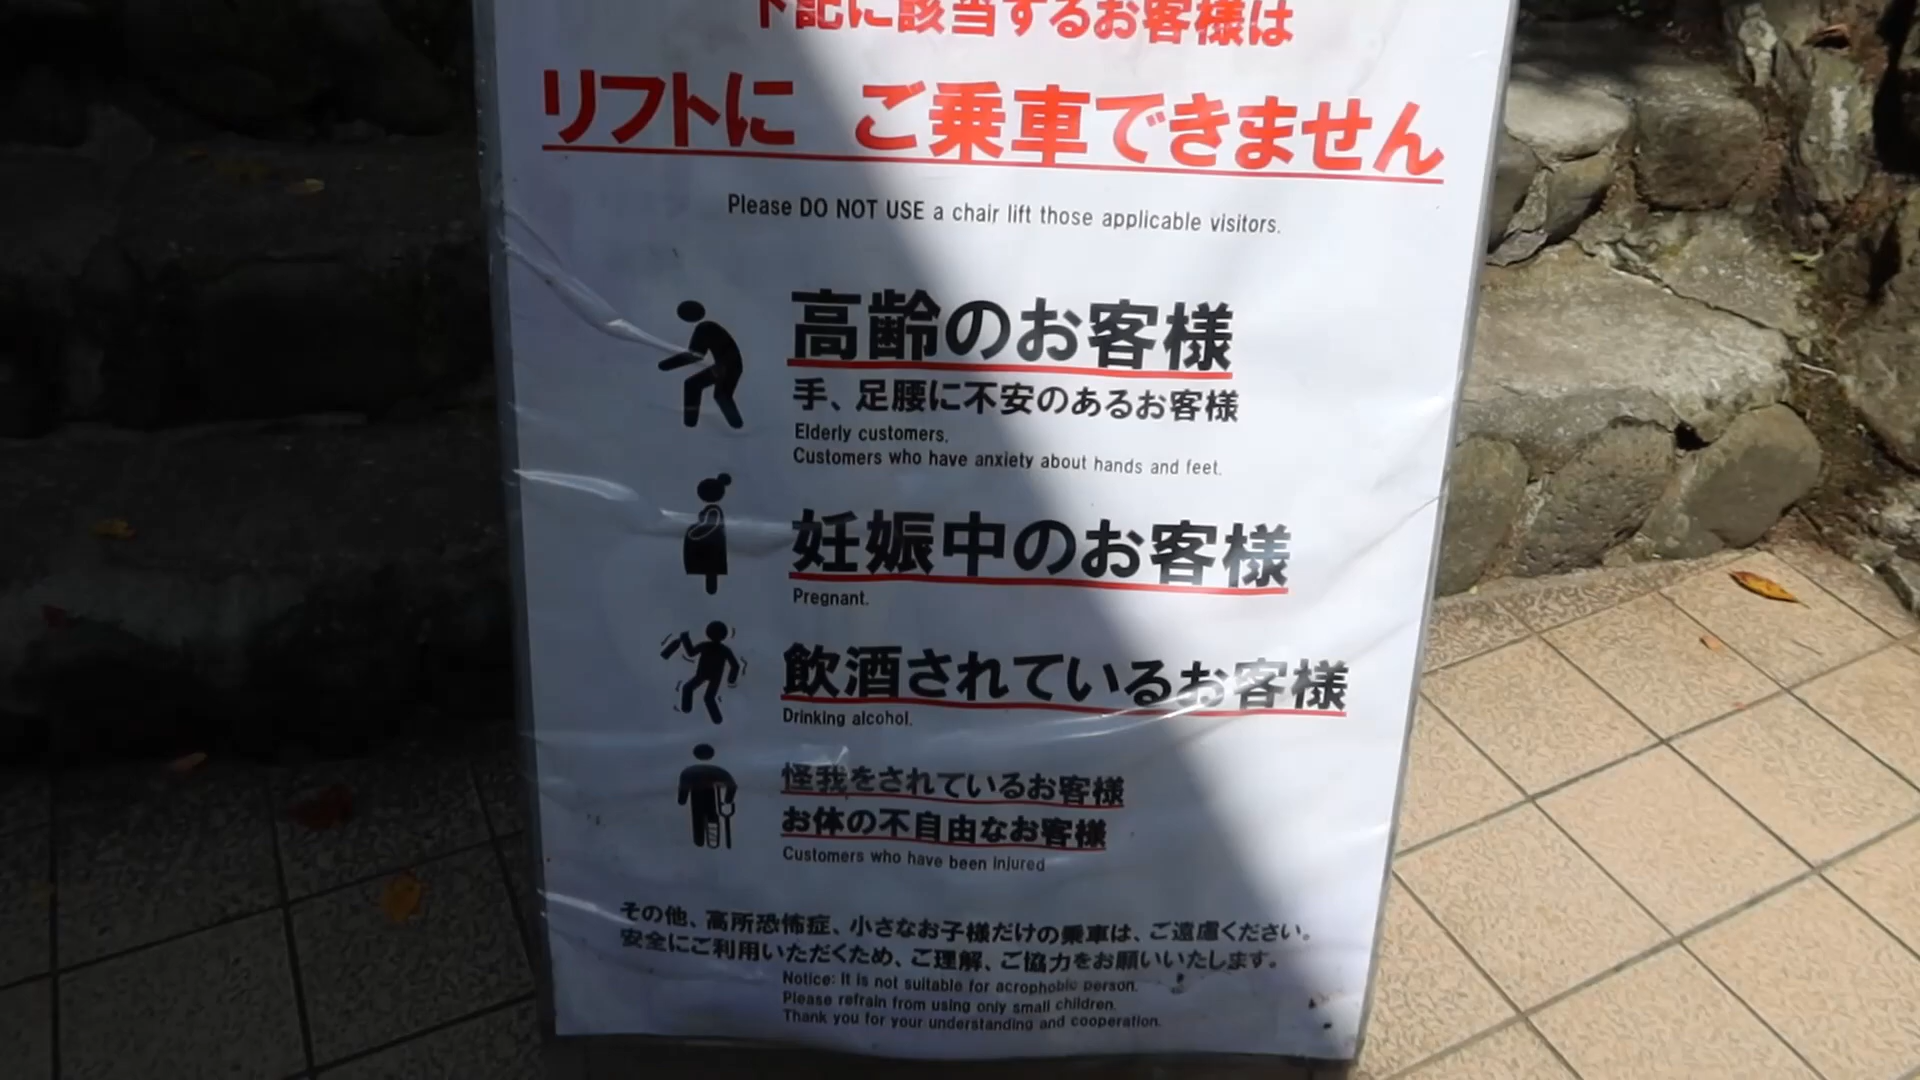 下記に該当するお客様は
リフトに ご乗車できません
Please DO NOT USE a chair lift those applicable visitors.
高齢のお客様
手、足腰に不安のあるお客様
Elderly customers.
Customers who have anxiety about hands and feet.
妊娠中のお客様
Pregnant.
飲酒されているお客様
Drinking alcohol.
怪我をされているお客様
お体の不自由なお客様
Customers who have been injured
その他、高所恐怖症、小さなお子様だけの乗車は、ご遠慮ください。
安全にご利用いただくため、ご理解、ご協力をお願いいたします。
Notice: It is not suitable for acrophobic person.
Please refrain from using only small children.
Thank you for your understanding and cooperation.